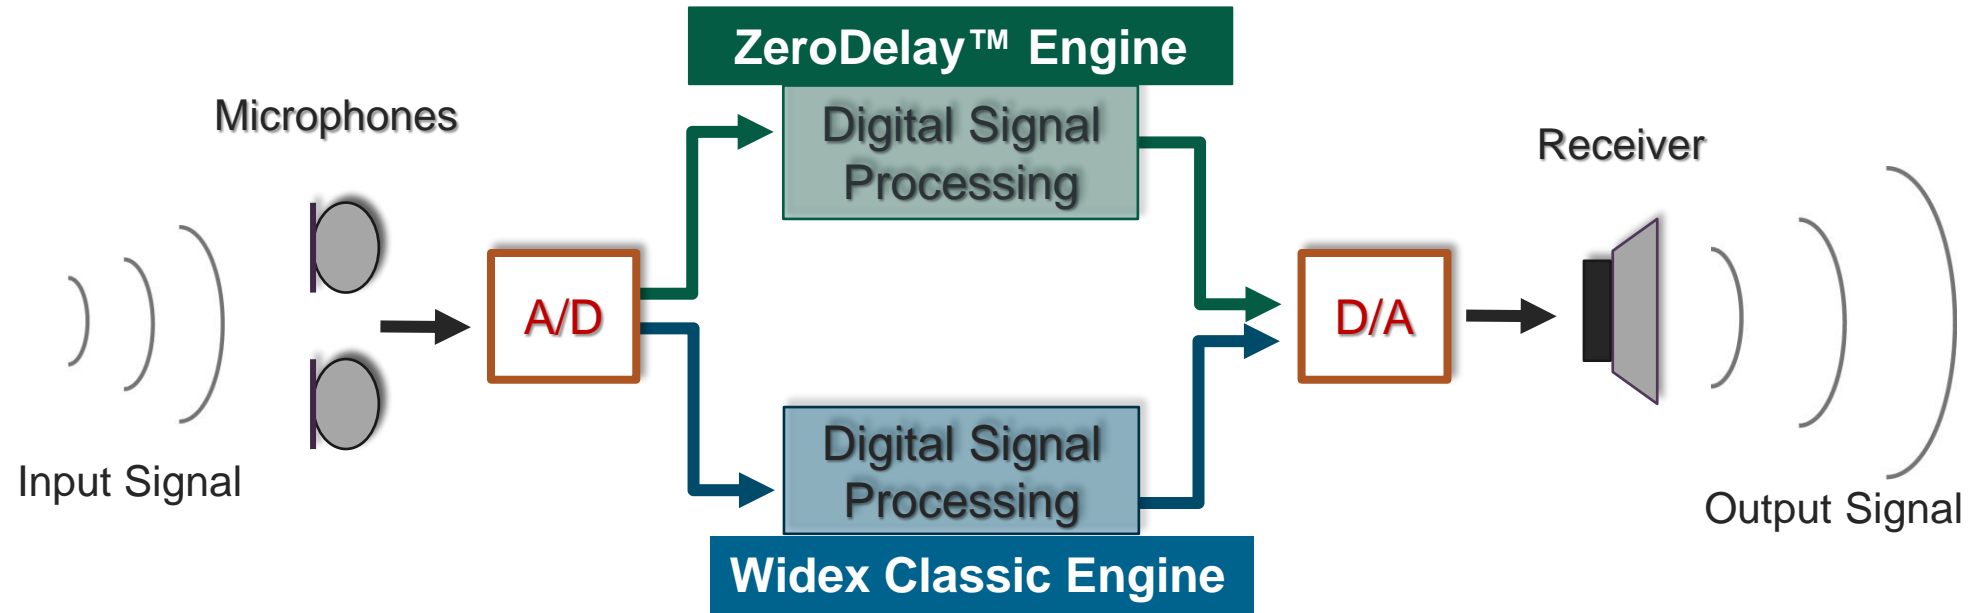 ZeroDelay™ Engine
Microphones
Digital Signal
Processing
Receiver
A/D
D/A
Input Signal
Digital Signal
Processing
Output Signal
Widex Classic Engine